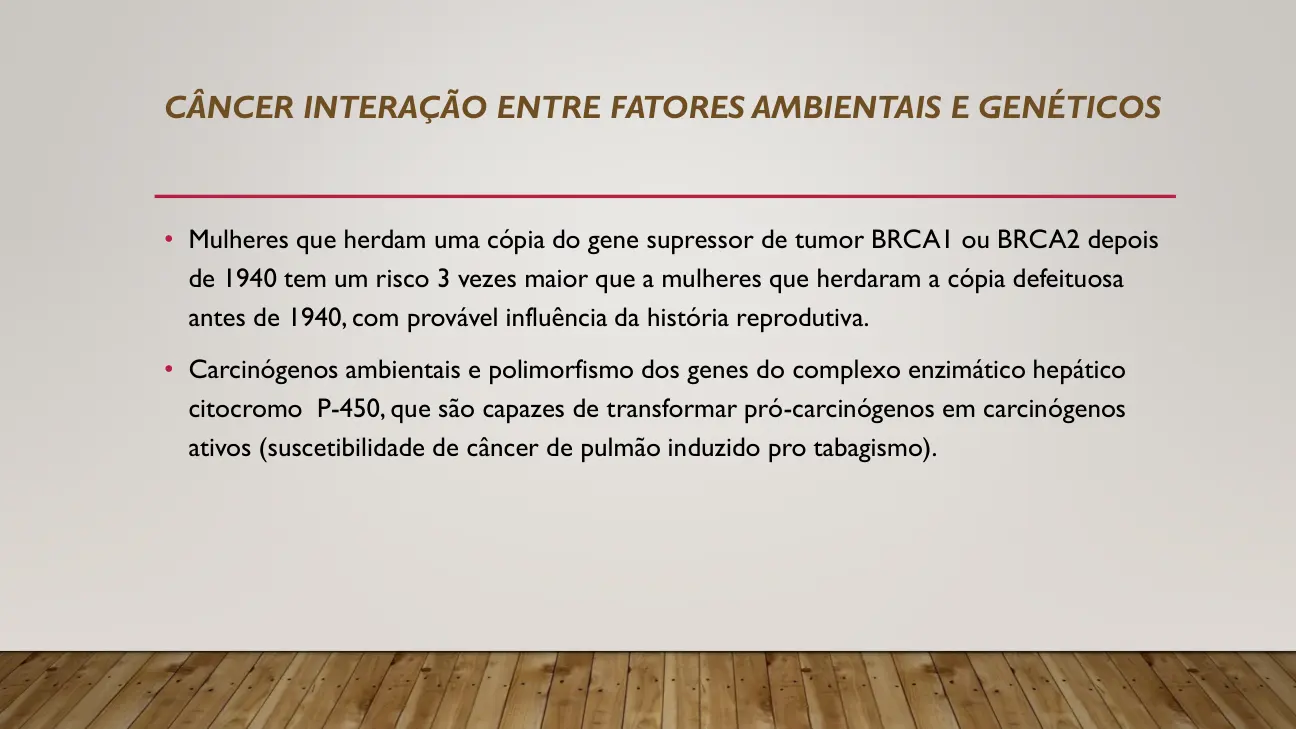 CÂNCER INTERAÇÃO ENTRE FATORES AMBIENTAIS E GENÉTICOS
• Mulheres que herdam uma cópia do gene supressor de tumor BRCA1 ou BRCA2 depois
de 1940 tem um risco 3 vezes maior que a mulheres que herdaram a cópia defeituosa
antes de 1940, com provável influência da história reprodutiva.
• Carcinógenos ambientais e polimorfismo dos genes do complexo enzimático hepático
citocromo P-450, que são capazes de transformar pró-carcinógenos em carcinógenos
ativos (suscetibilidade de câncer de pulmão induzido pro tabagismo).